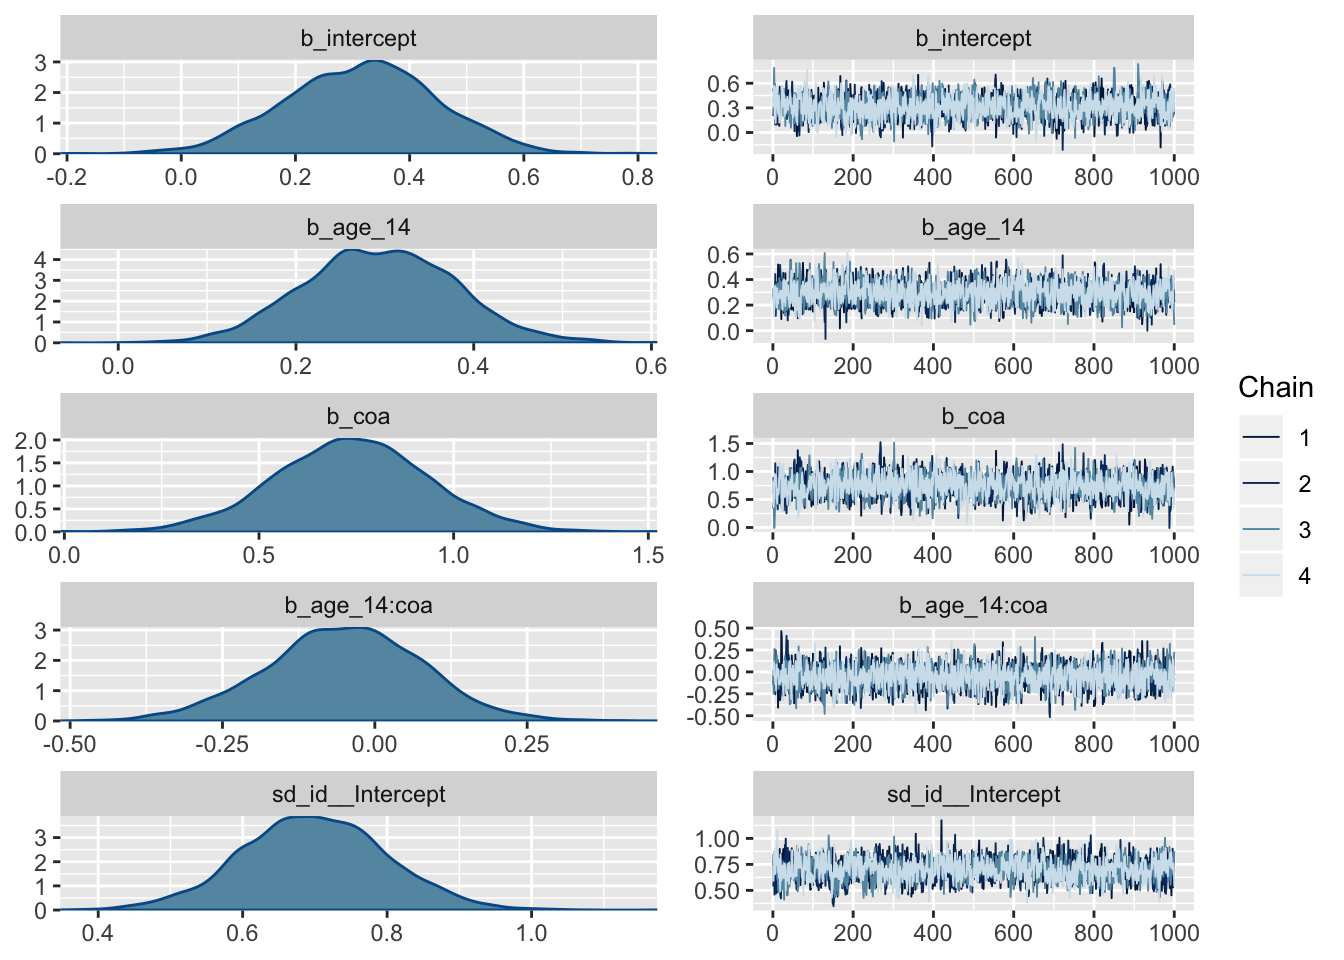 b_intercept
3
2
1
0
-0.2 0.0 0.2 0.4 0.6 0.8
b_intercept
0.6
0.3
0.0
0 200 400 600 800 1000
b_age_14
4
3
2
1
0
0.0 0.2 0.4 0.6
b_age_14
0.6
0.4
0.2
0.0
0 200 400 600 800 1000
b_coa
2.0
1.5
1.0
0.5
0.0
0.0 0.5 1.0 1.5
b_coa
1.5
1.0
0.5
0.0
0 200 400 600 800 1000
b_age_14:coa
3
2
1
0
-0.50 -0.25 0.00 0.25
b_age_14:coa
0.50
0.25
0.00
-0.25
-0.50
0 200 400 600 800 1000
sd_id__Intercept
3
2
1
0
0.4 0.6 0.8 1.0
sd_id__Intercept
1.00
0.75
0.50
0 200 400 600 800 1000
Chain
1
2
3
4